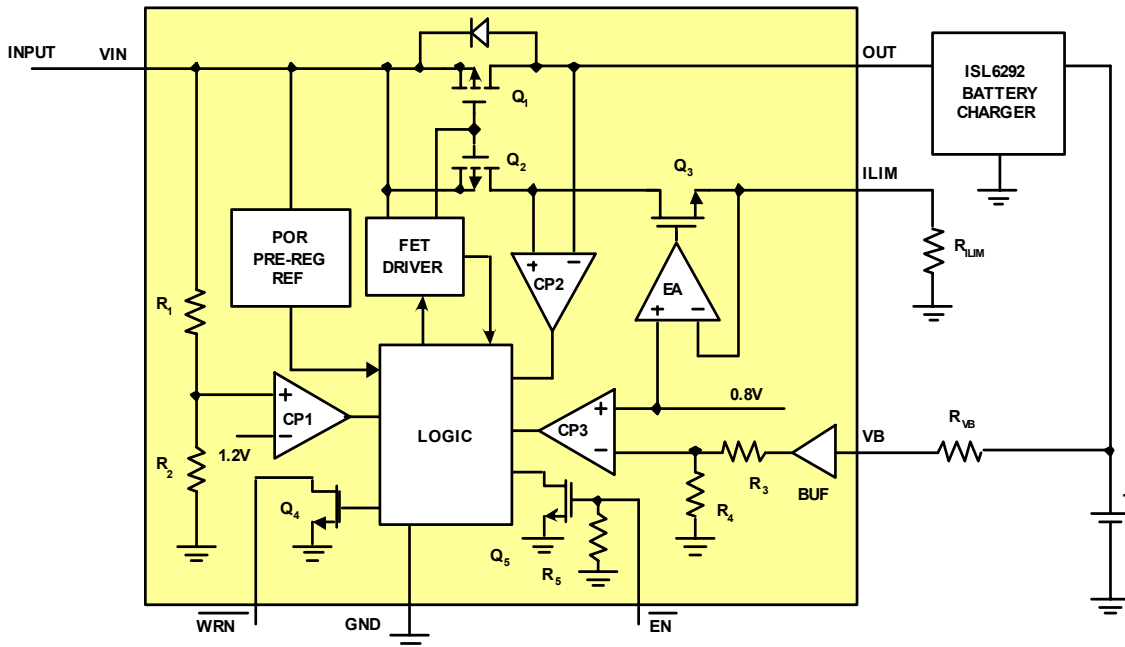 INPUT
VIN
OUT
ISL6292
BATTERY
CHARGER
Q1
Q2
Q3
ILIM
RILIM
POR
PRE-REG
REF
FET
DRIVER
+
−
CP2
EA
+
−
R1
+
CP1
−
1.2V
LOGIC
CP3
+
−
0.8V
VB
RVB
R2
R3
BUF
R4
Q4
Q5
R5
WRN
GND
EN